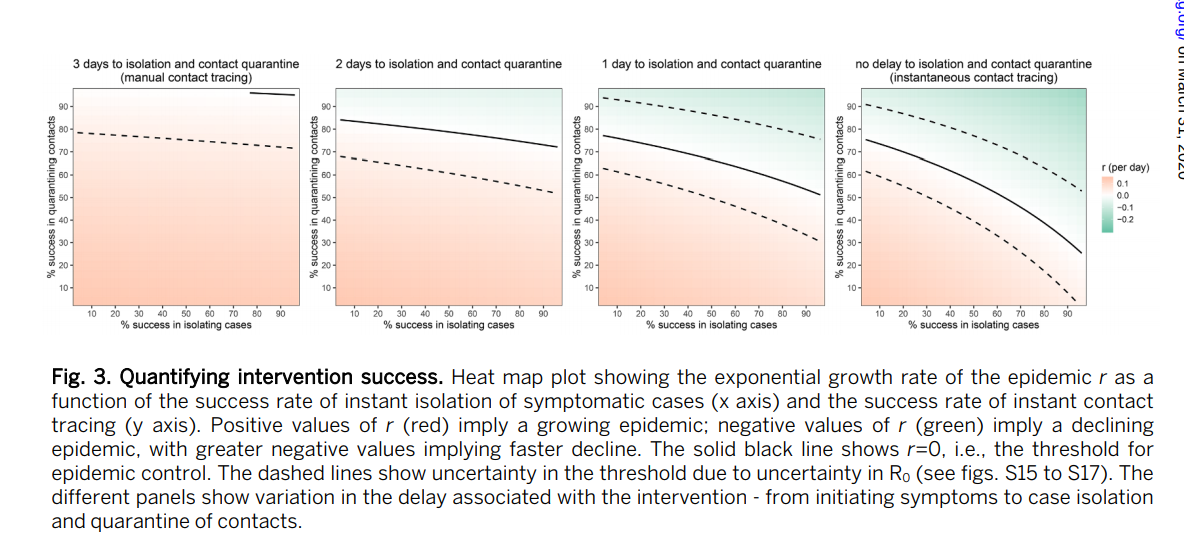 g.org/ on March 31, 2020
3 days to isolation and contact quarantine
(manual contact tracing)
2 days to isolation and contact quarantine
1 day to isolation and contact quarantine
no delay to isolation and contact quarantine
(instantaneous contact tracing)
% success in quarantining contacts
90
80
70
60
50
40
30
20
10
10 20 30 40 50 60 70 80 90
% success in isolating cases
% success in quarantining contacts
90
80
70
60
50
40
30
20
10
10 20 30 40 50 60 70 80 90
% success in isolating cases
% success in quarantining contacts
90
80
70
60
50
40
30
20
10
10 20 30 40 50 60 70 80 90
% success in isolating cases
% success in quarantining contacts
90
80
70
60
50
40
30
20
10
10 20 30 40 50 60 70 80 90
% success in isolating cases
r (per day)
0.1
0.0
−0.1
−0.2
Fig. 3. Quantifying intervention success. Heat map plot showing the exponential growth rate of the epidemic r as a
function of the success rate of instant isolation of symptomatic cases (x axis) and the success rate of instant contact
tracing (y axis). Positive values of r (red) imply a growing epidemic; negative values of r (green) imply a declining
epidemic, with greater negative values implying faster decline. The solid black line shows r=0, i.e., the threshold for
epidemic control. The dashed lines show uncertainty in the threshold due to uncertainty in R0 (see figs. S15 to S17). The
different panels show variation in the delay associated with the intervention - from initiating symptoms to case isolation
and quarantine of contacts.